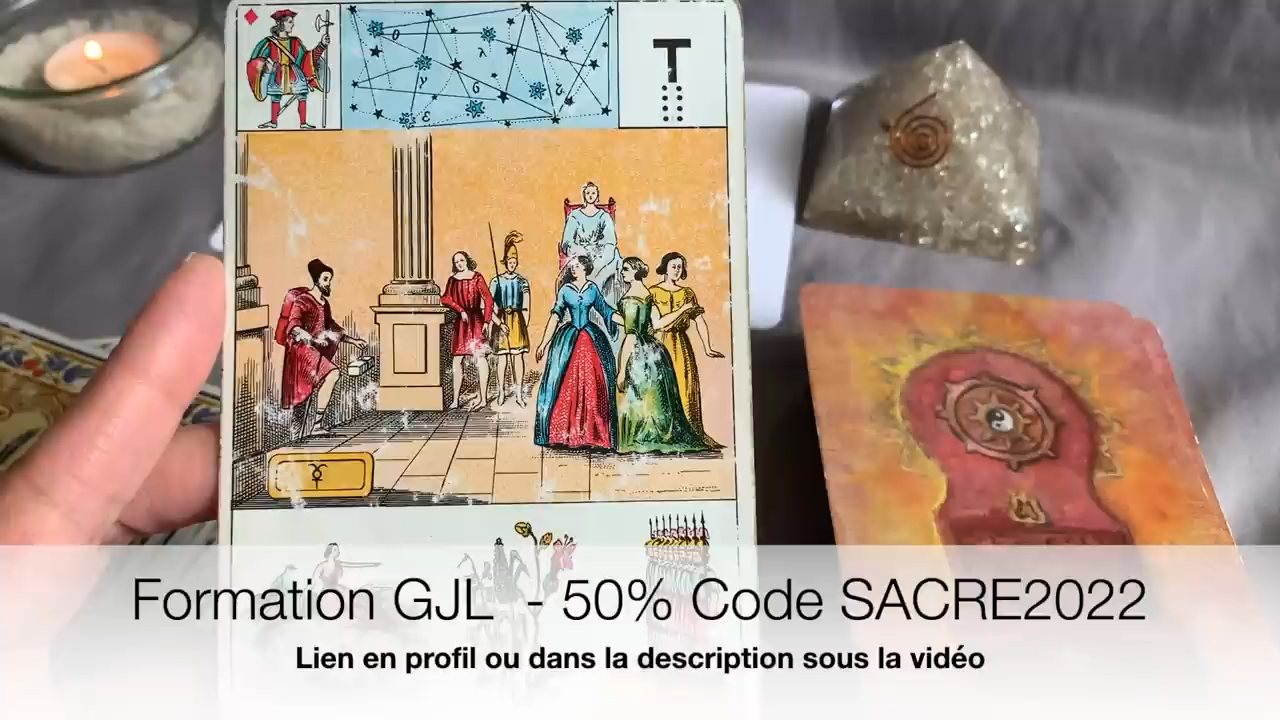 T
Formation GJL - 50% Code SACRE2022
Lien en profil ou dans la description sous la vidéo